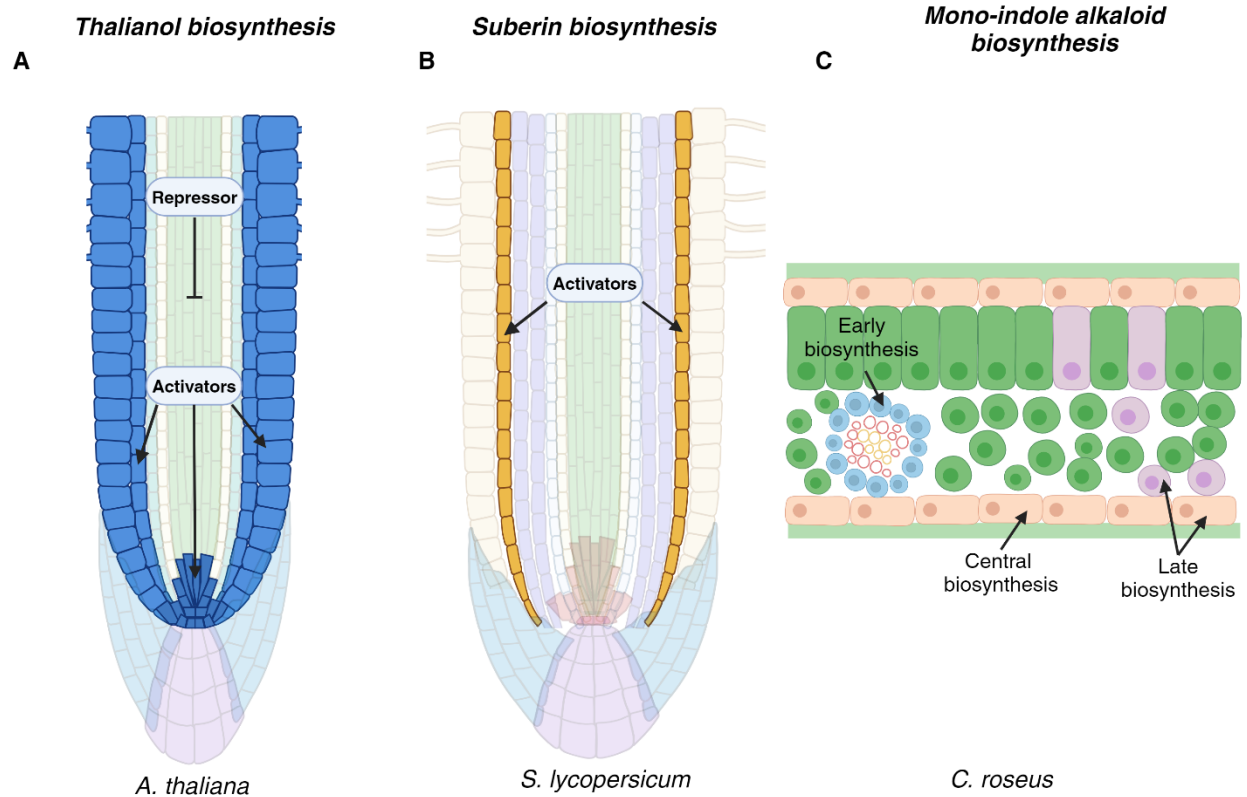 Thalianol biosynthesis
Suberin biosynthesis
Mono-indole alkaloid
biosynthesis
A
B
C
Repressor
Activators
Activators
Early
biosynthesis
Central
biosynthesis
Late
biosynthesis
A. thaliana
S. lycopersicum
C. roseus